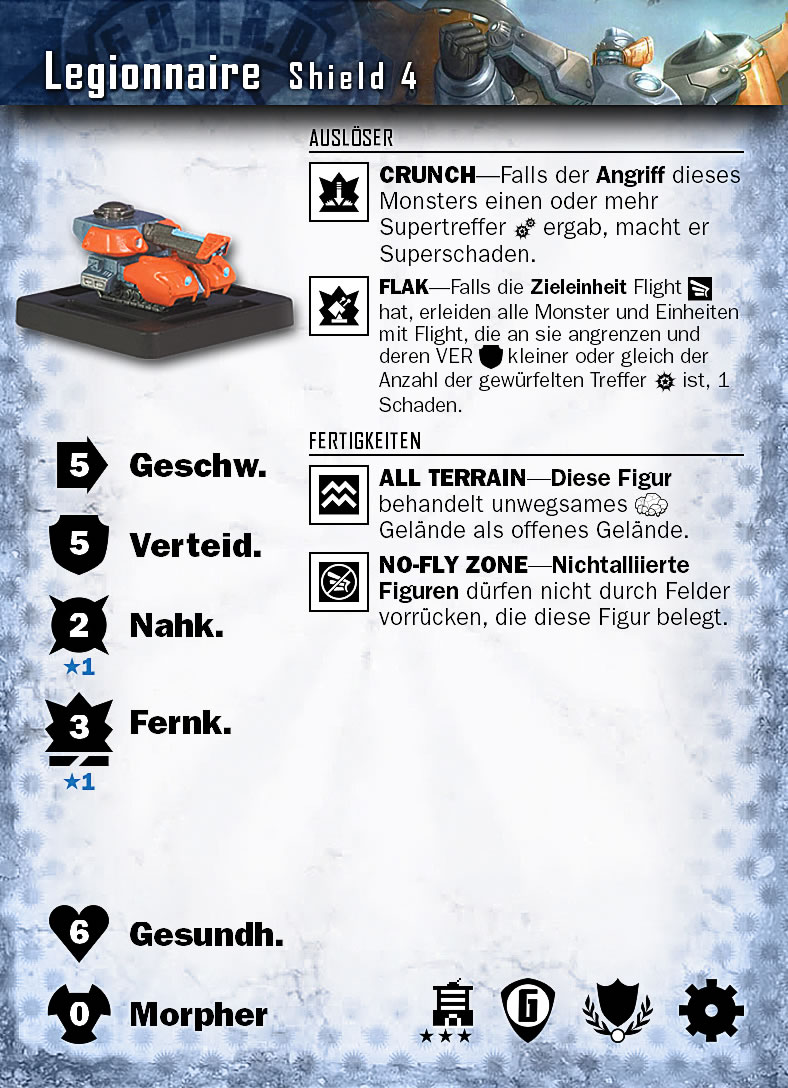 G.U.A.R.D
Legionnaire Shield 4
AUSLÖSER
CRUNCH—Falls der Angriff dieses
Monsters einen oder mehr
Supertreffer ergab, macht er
Superschaden.
FLAK—Falls die Zieleinheit Flight
hat, erleiden alle Monster und Einheiten
mit Flight, die an sie angrenzen und
deren VER kleiner oder gleich der
Anzahl der gewürfelten Treffer ist, 1
Schaden.
FERTIGKEITEN
ALL TERRAIN—Diese Figur
behandelt unwegsames
Gelände als offenes Gelände.
NO-FLY ZONE—Nichtalliierte
Figuren dürfen nicht durch Felder
vorrücken, die diese Figur belegt.
5 Geschw.
5 Verteid.
2 Nahk.
★1
3 Fernk.
★1
6 Gesundh.
0 Morpher
★★★
G